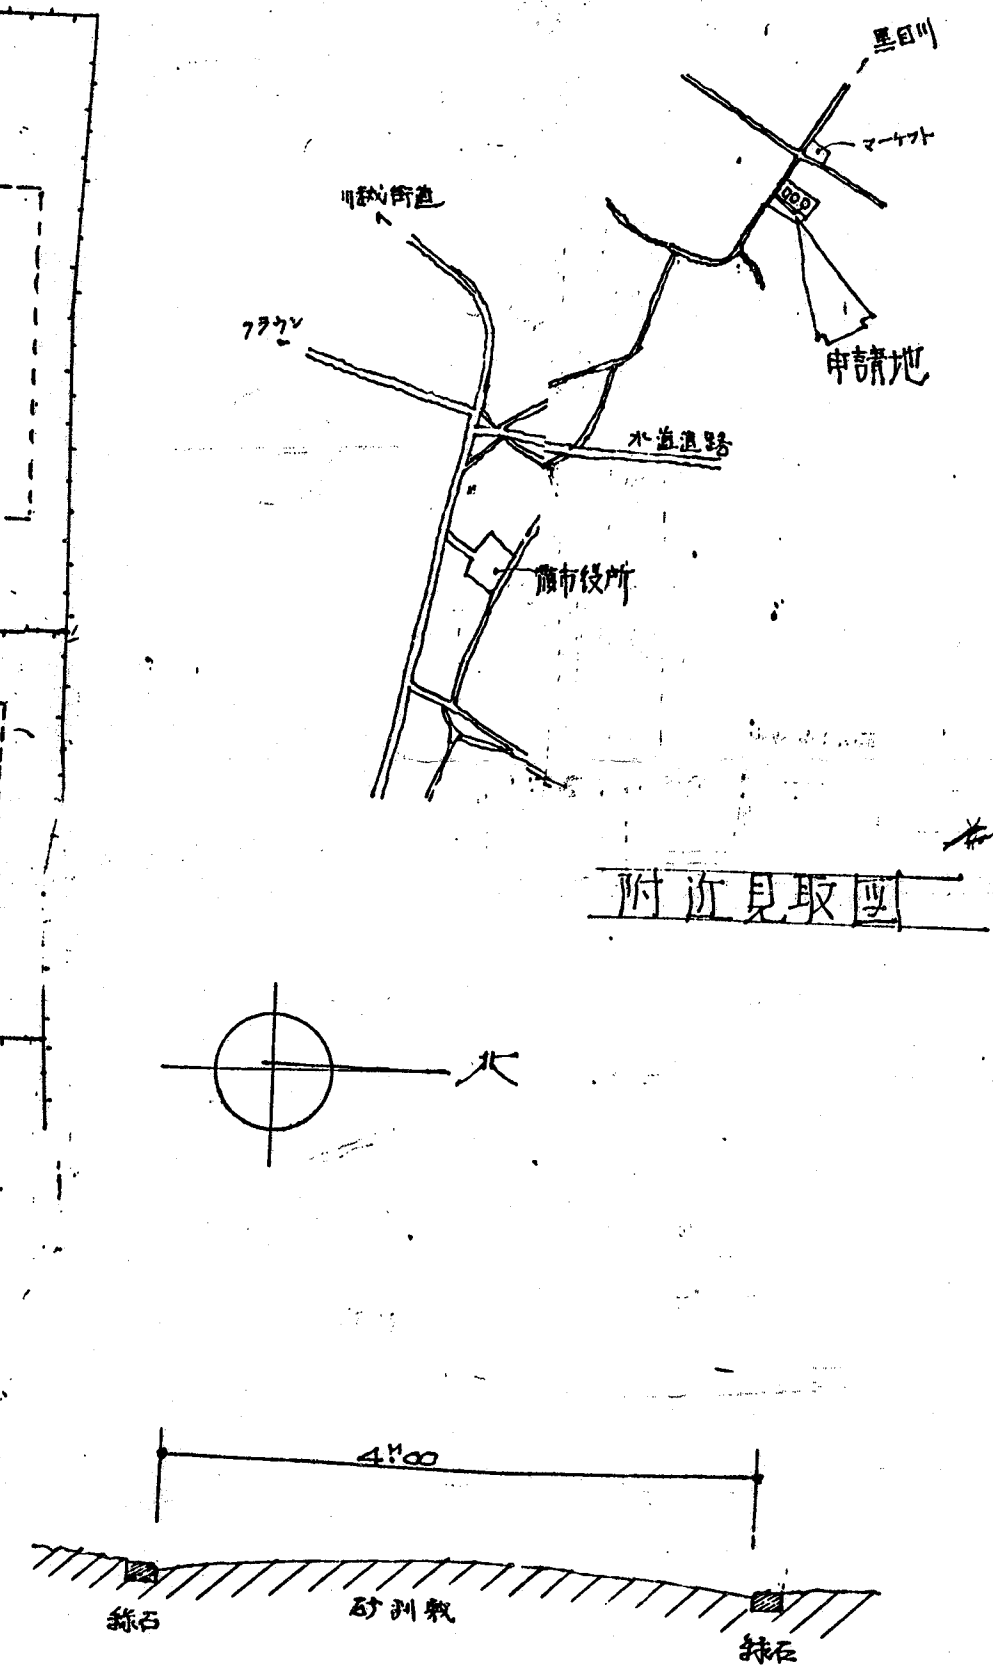 黒目川
マーケット
川越街道
クラウン
申請地
水道道路
市役所
附近見取図
北
4.M00
縁石
砂利敷
縁石